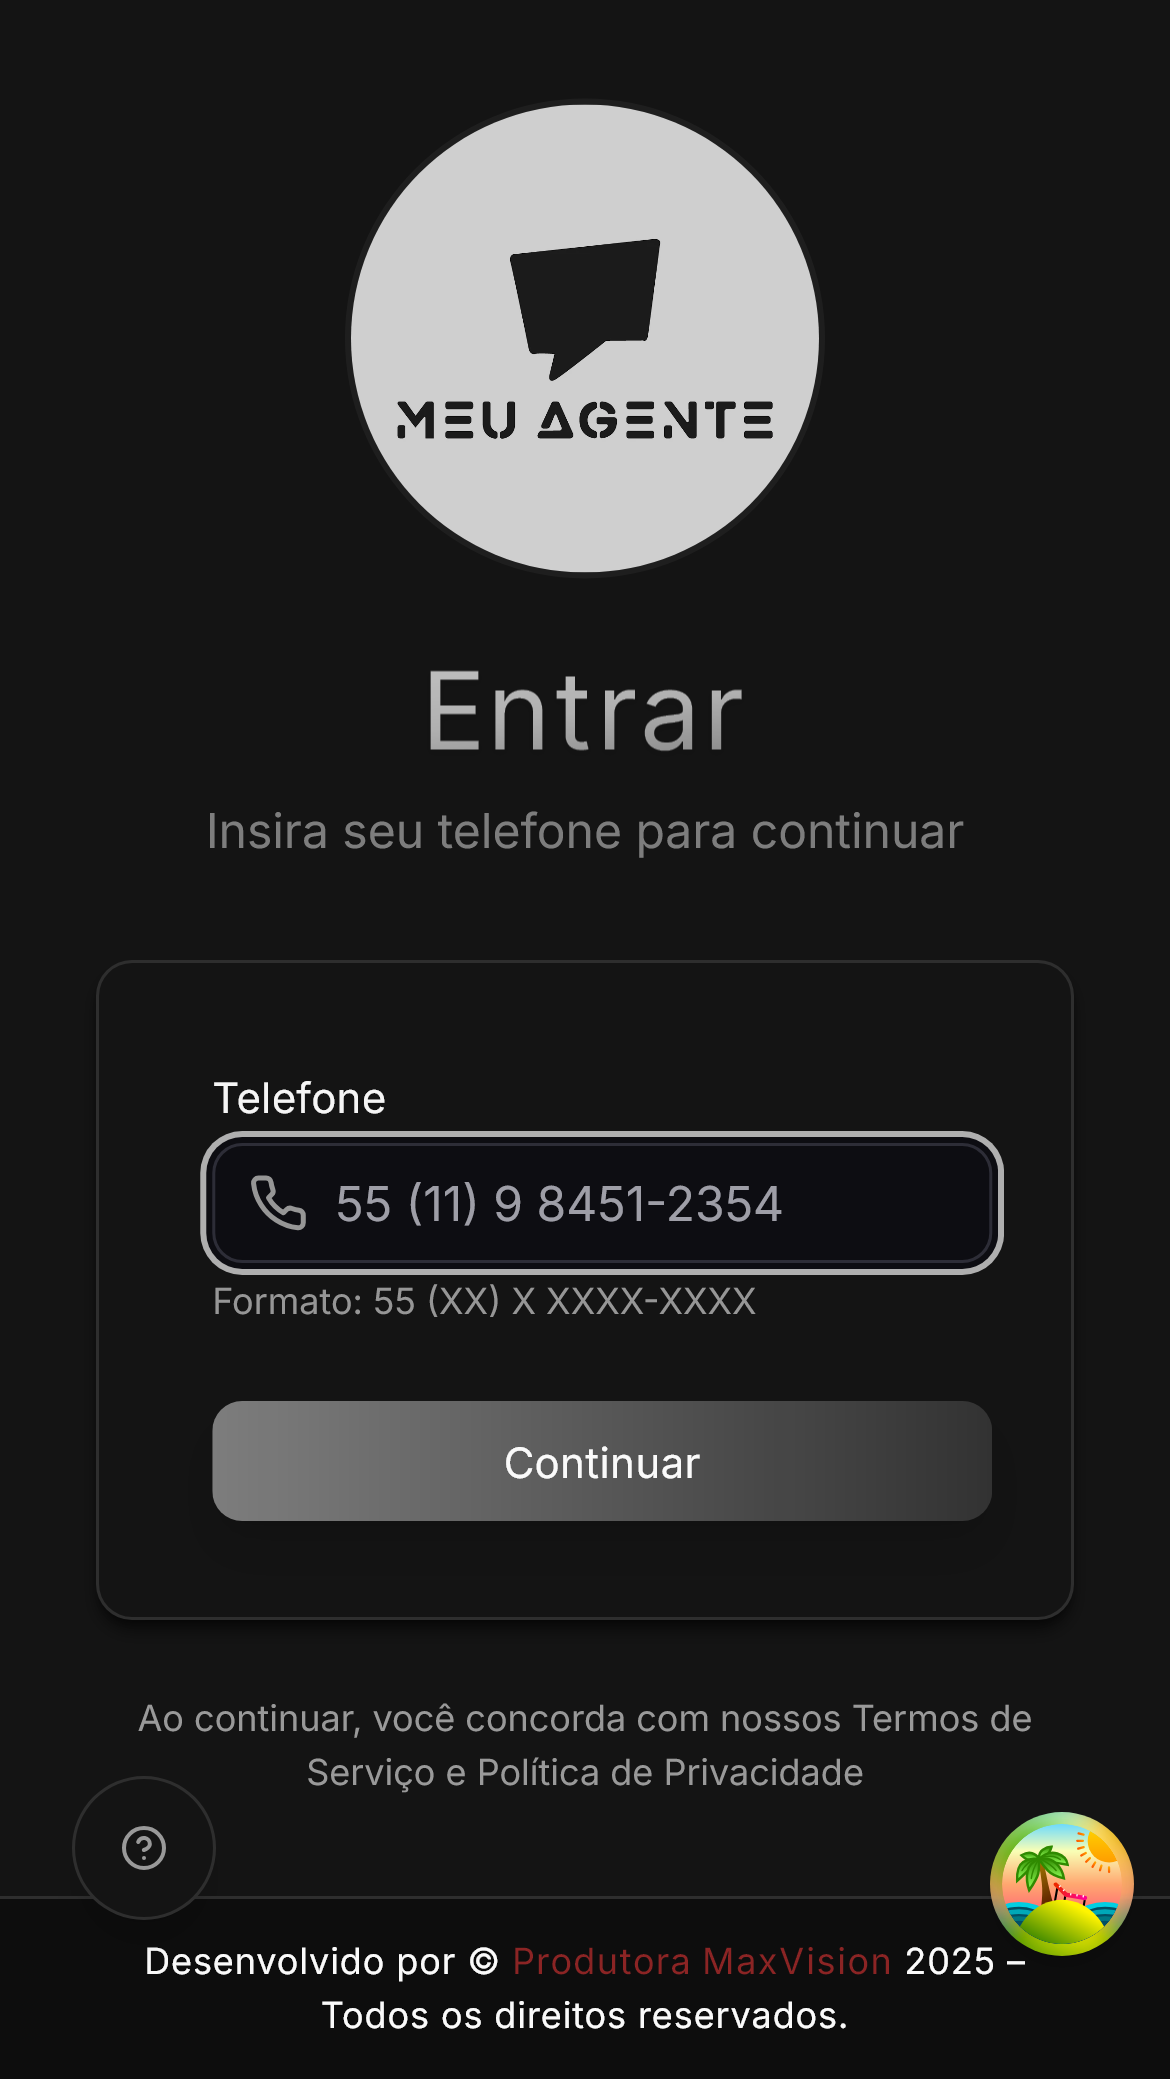 MEU AGENTE
Entrar
Insira seu telefone para continuar
Telefone
55 (11) 9 8451-2354
Formato: 55 (XX) X XXXX-XXXX
Continuar
Ao continuar, você concorda com nossos Termos de
Serviço e Política de Privacidade
Desenvolvido por © Produtora MaxVision 2025 –
Todos os direitos reservados.